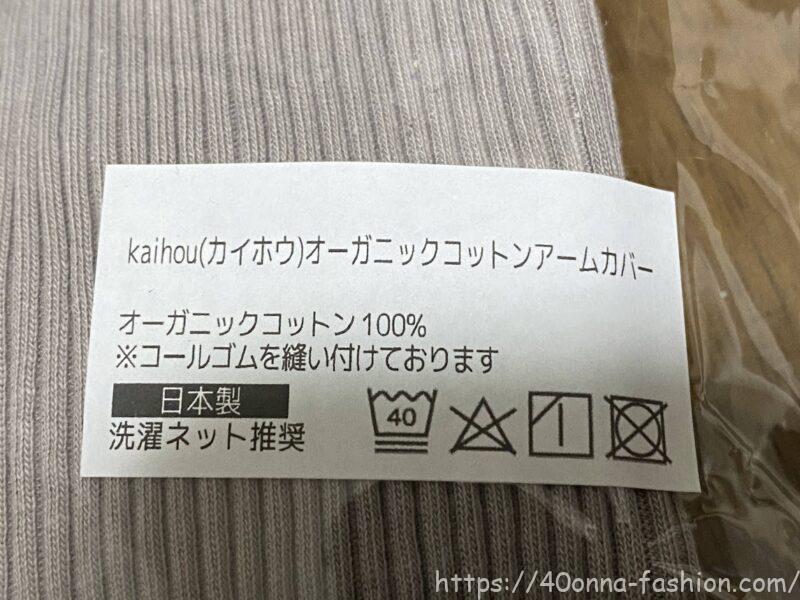 kaihou(カイホウ)オーガニックコットンアームカバー
オーガニックコットン100%
※コールゴムを縫い付けております
日本製
洗濯ネット推奨
40
https://40onna-fashion.com/